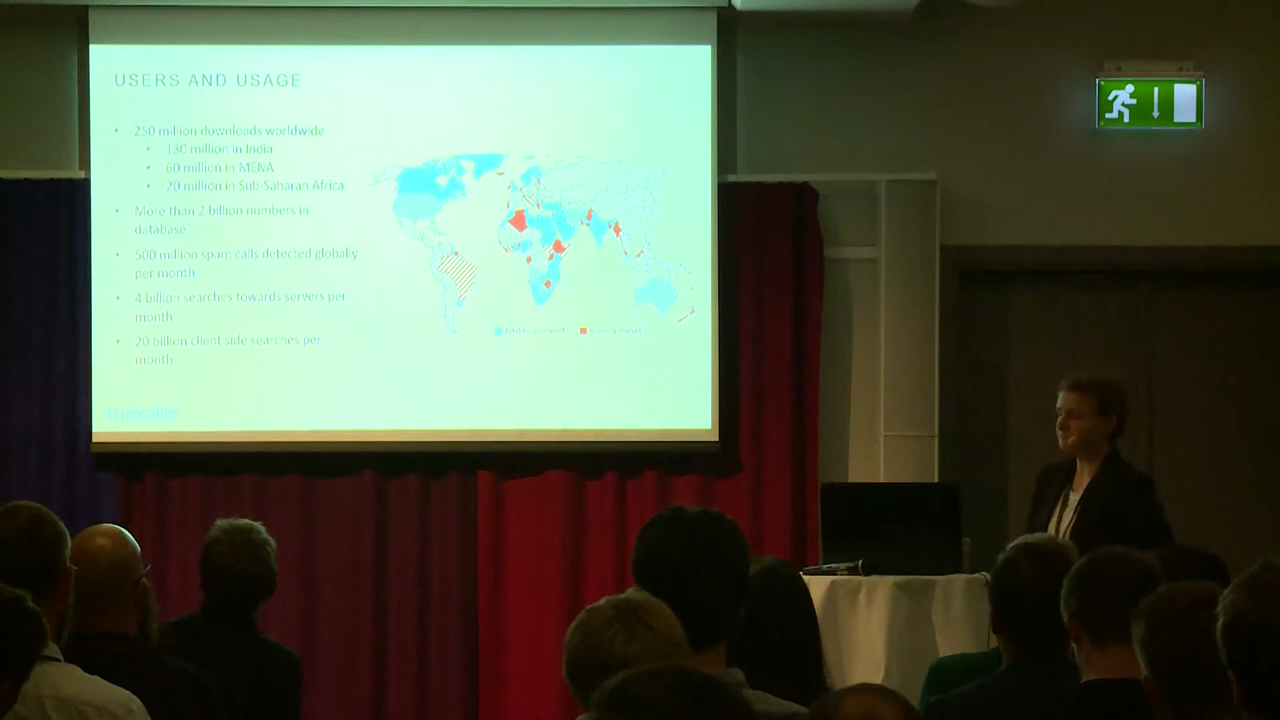 USERS AND USAGE
• 250 million downloads worldwide
• 130 million in India
• 60 million in MENA
• 20 million in Sub-Saharan Africa
• More than 2 billion numbers in
database
• 500 million spam calls detected globally
per month
• 4 billion searches towards servers per
month
• 20 billion client side searches per
month
truecaller